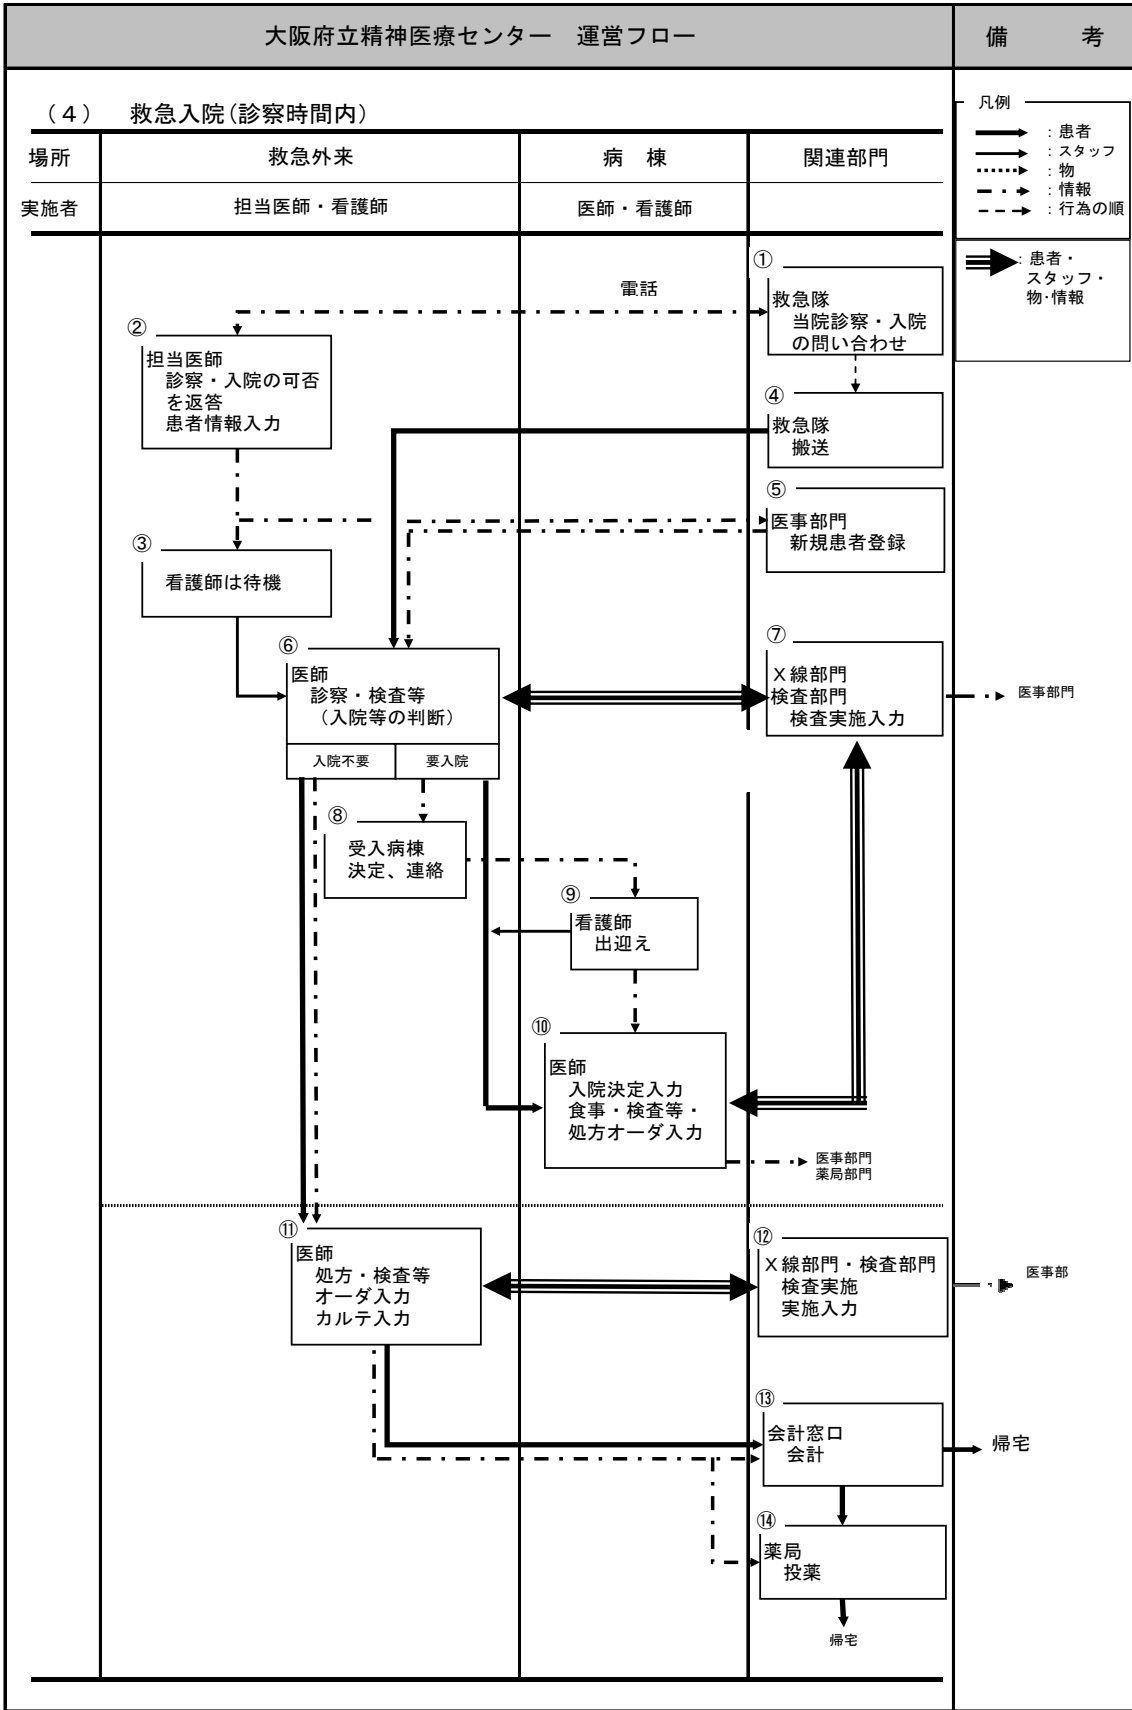 大阪府立精神医療センター　運営フロー
備　考
（４）　救急入院(診察時間内)
凡例
：患者
：スタッフ
：物
：情報
：行為の順
：患者・
スタッフ・
物･情報
場所
救急外来
病 棟
関連部門
実施者
担当医師・看護師
医師・看護師
①
救急隊
当院診察・入院
の問い合わせ
電話
②
担当医師
診察・入院の可否
を返答
患者情報入力
④
救急隊
搬送
⑤
医事部門
新規患者登録
③
看護師は待機
⑥
医師
診察・検査等
（入院等の判断）
入院不要
要入院
⑦
Ｘ線部門
検査部門
検査実施入力
医事部門
⑧
受入病棟
決定、連絡
⑨
看護師
出迎え
⑩
医師
入院決定入力
食事・検査等・
処方オーダ入力
医事部門
薬局部門
⑪
医師
処方・検査等
オーダ入力
カルテ入力
⑫
Ｘ線部門・検査部門
検査実施
実施入力
医事部
⑬
会計窓口
会計
帰宅
⑭
薬局
投薬
帰宅